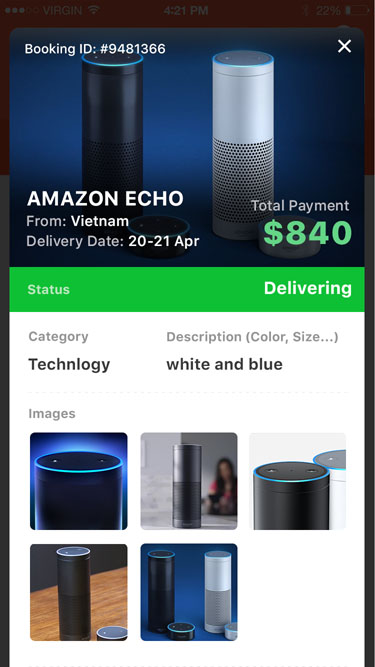 VIRGIN 4:21 PM 22%
Booking ID: #9481366
AMAZON ECHO
From: Vietnam
Delivery Date: 20-21 Apr
Total Payment
$840
Status Delivering
Category Description (Color, Size...)
Technlogy white and blue
Images